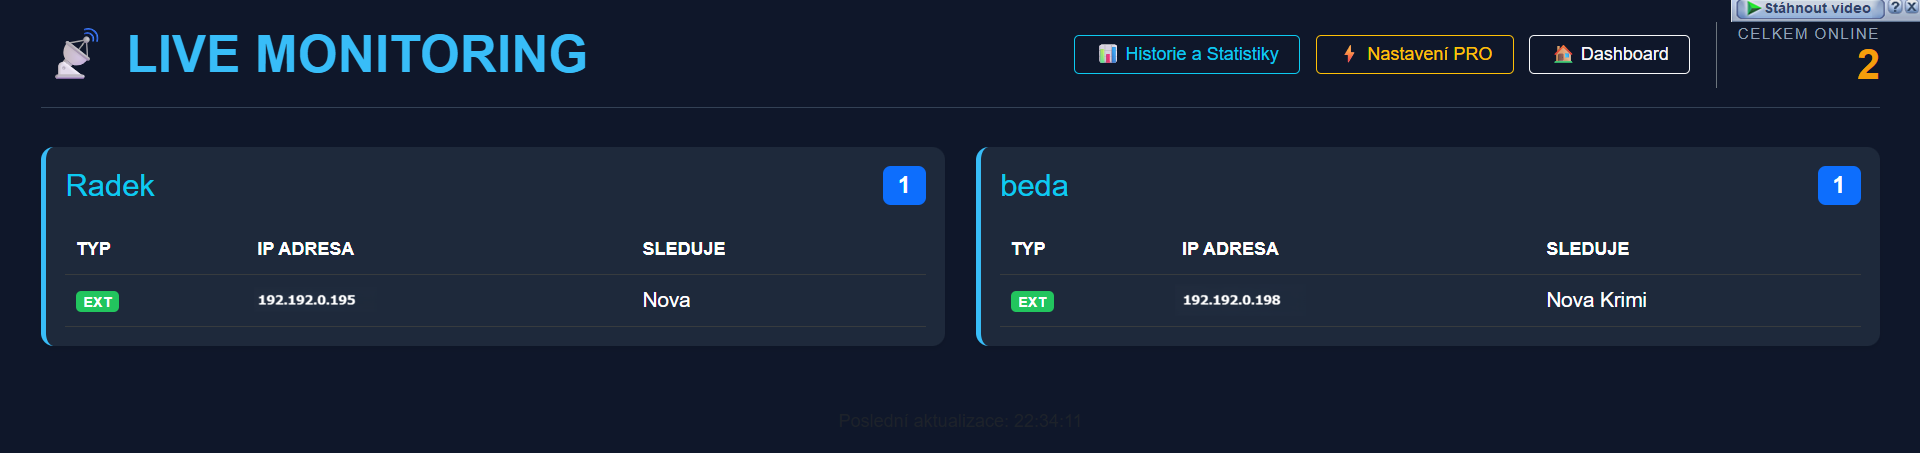 Stáhnout video ? X
LIVE MONITORING
Historie a Statistiky
Nastavení PRO
Dashboard
CELKEM ONLINE
2
Radek
1
TYP IP ADRESA SLEDUJE
EXT 192.192.0.195 Nova
beda
1
TYP IP ADRESA SLEDUJE
EXT 192.192.0.198 Nova Krimi
Poslední aktualizace: 22:34:11